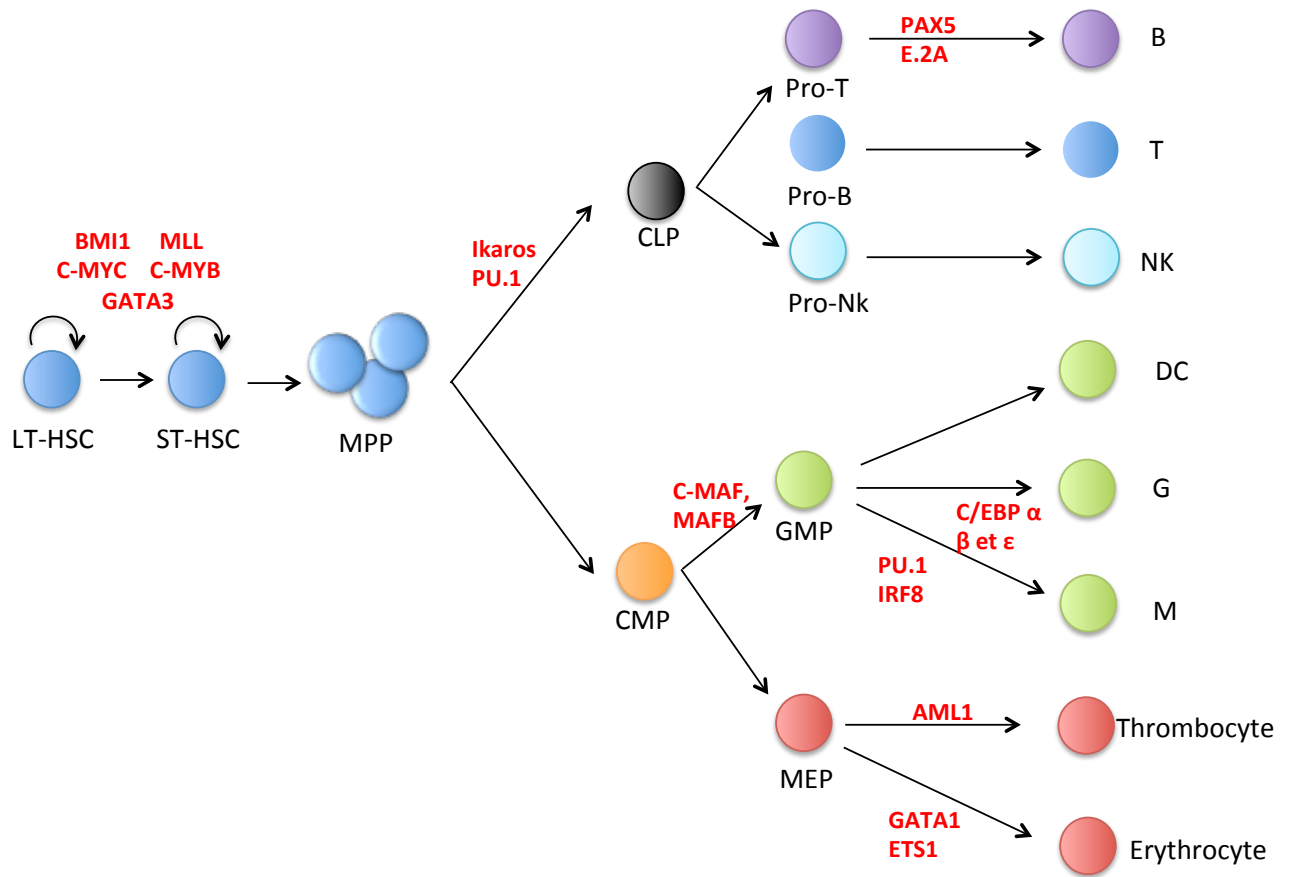 PAX5
E.2A
B
Pro-T
T
Pro-B
CLP
NK
Pro-Nk
BMI1 MLL
C-MYC C-MYB
GATA3
Ikaros
PU.1
LT-HSC
ST-HSC
MPP
DC
C-MAF,
MAFB
GMP
G
C/EBP α
β et ε
PU.1
IRF8
CMP
M
MEP
AML1
Thrombocyte
GATA1
ETS1
Erythrocyte